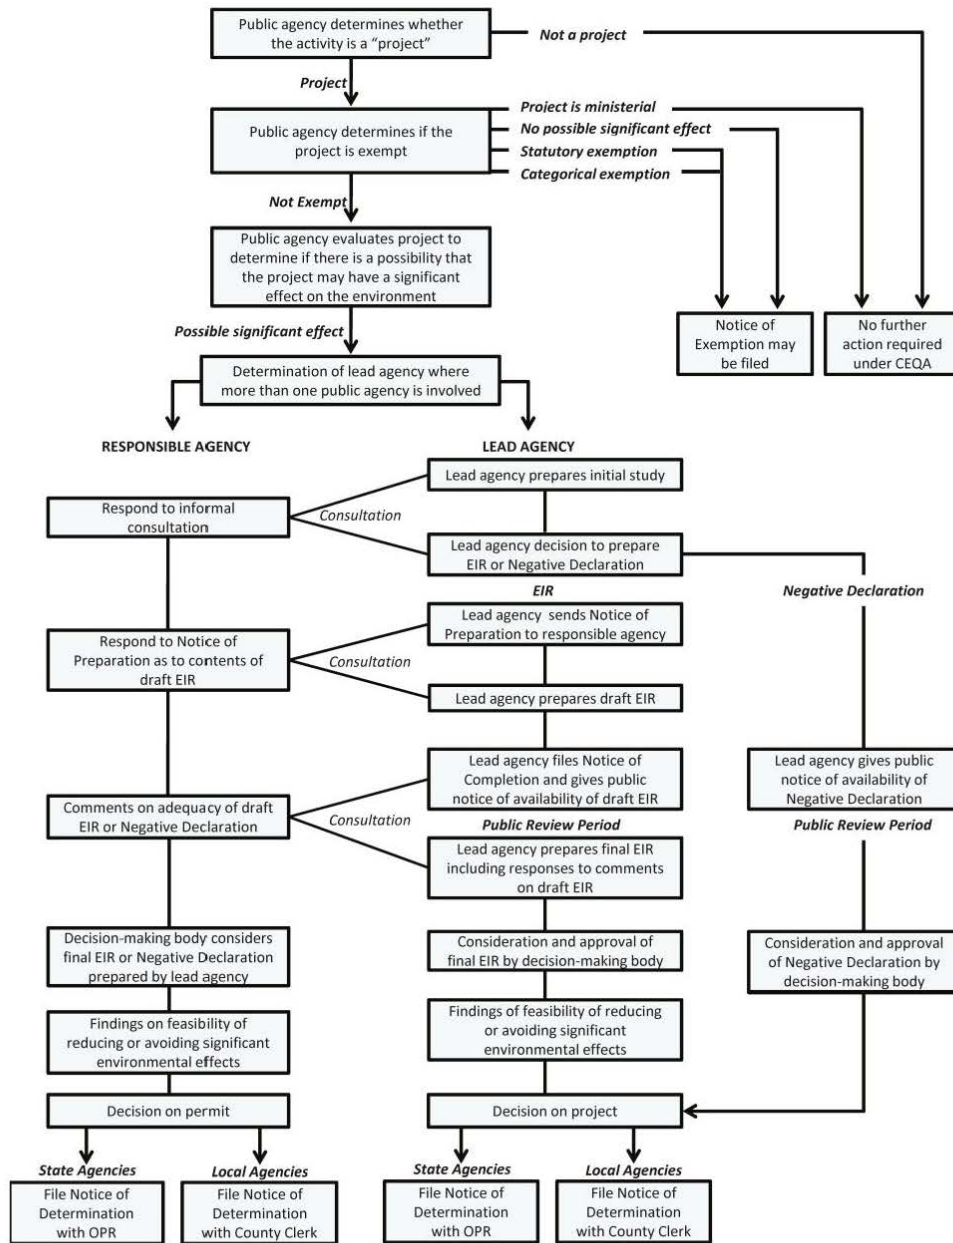 Public agency determines whether
the activity is a “project”
Not a project
Project
Public agency determines if the
project is exempt
Project is ministerial
No possible significant effect
Statutory exemption
Categorical exemption
Not Exempt
Public agency evaluates project to
determine if there is a possibility that
the project may have a significant
effect on the environment
Notice of
Exemption may
be filed
No further
action required
under CEQA
Possible significant effect
Determination of lead agency where
more than one public agency is involved
RESPONSIBLE AGENCY
LEAD AGENCY
Lead agency prepares initial study
Respond to informal
consultation
Consultation
Lead agency decision to prepare
EIR or Negative Declaration
EIR
Negative Declaration
Lead agency sends Notice of
Preparation to responsible agency
Respond to Notice of
Preparation as to contents of
draft EIR
Consultation
Lead agency prepares draft EIR
Lead agency files Notice of
Completion and gives public
notice of availability of draft EIR
Lead agency gives public
notice of availability of
Negative Declaration
Comments on adequacy of draft
EIR or Negative Declaration
Consultation
Public Review Period
Public Review Period
Lead agency prepares final EIR
including responses to comments
on draft EIR
Decision-making body considers
final EIR or Negative Declaration
prepared by lead agency
Consideration and approval of
final EIR by decision-making body
Consideration and approval
of Negative Declaration by
decision-making body
Findings on feasibility of
reducing or avoiding significant
environmental effects
Findings of feasibility of reducing
or avoiding significant
environmental effects
Decision on permit
Decision on project
State Agencies
Local Agencies
State Agencies
Local Agencies
File Notice of
Determination
with OPR
File Notice of
Determination
with County Clerk
File Notice of
Determination
with OPR
File Notice of
Determination
with County Clerk